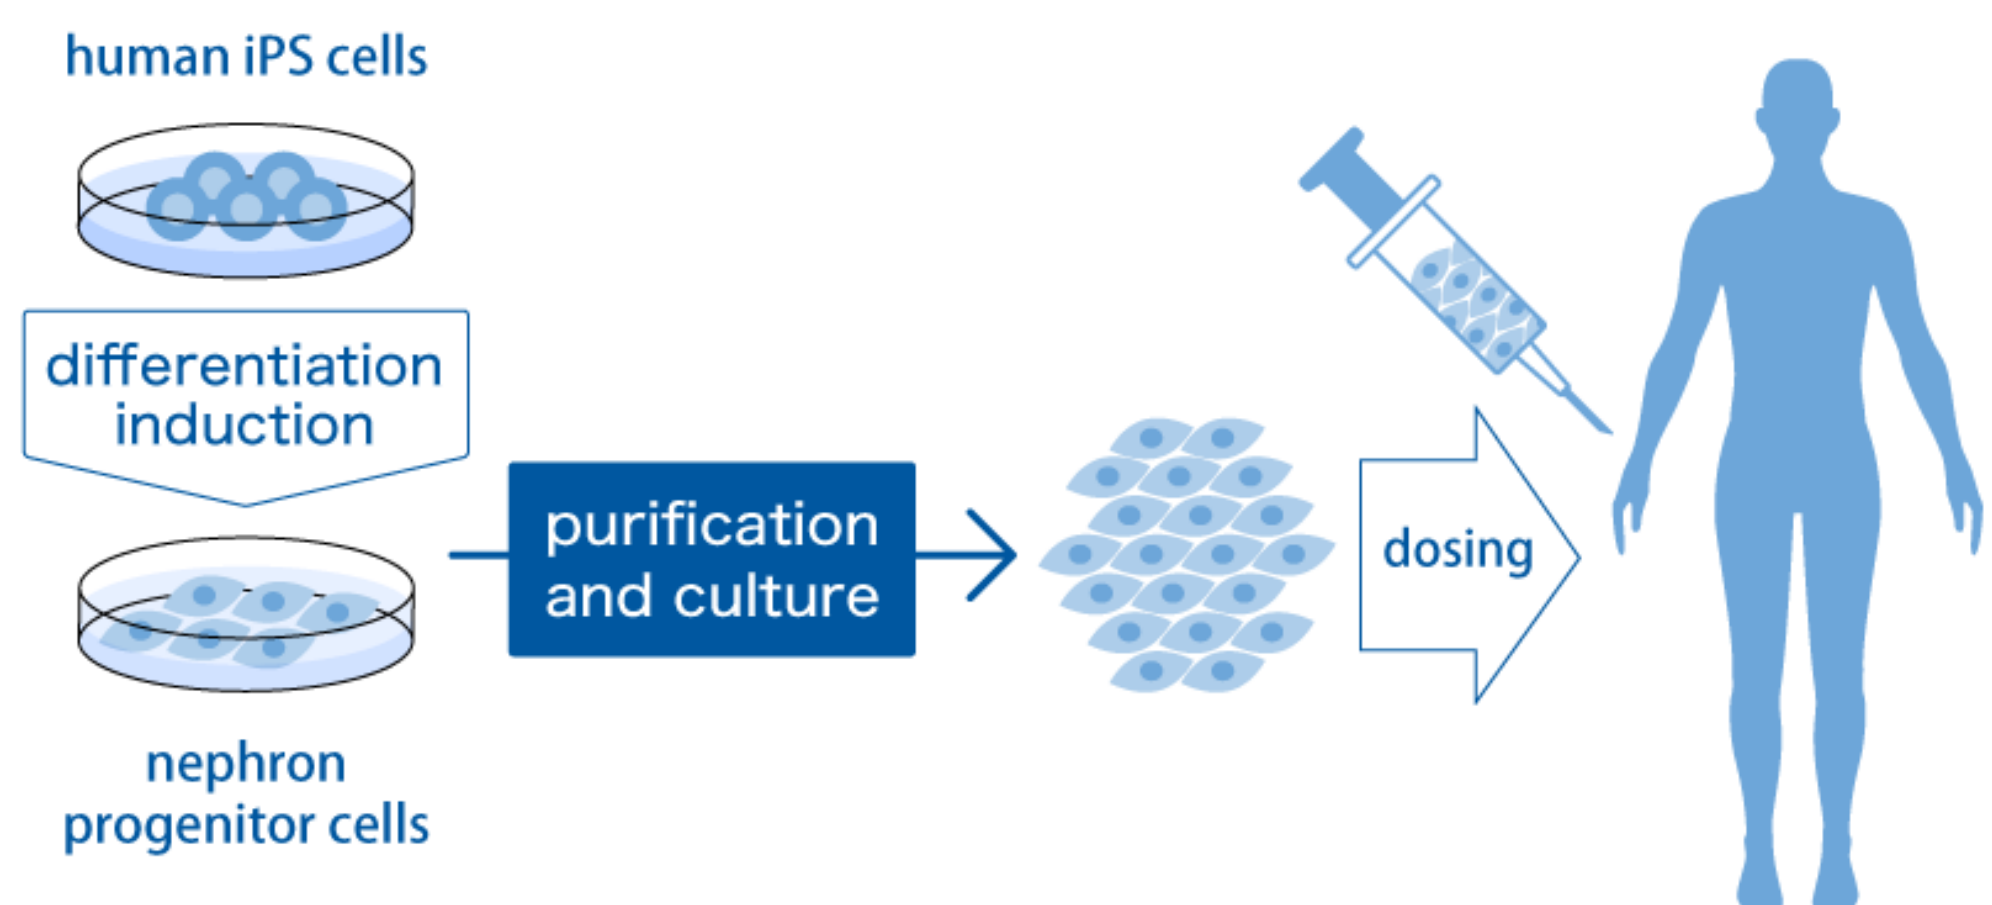 human iPS cells
differentiation
induction
nephron
progenitor cells
purification
and culture
dosing